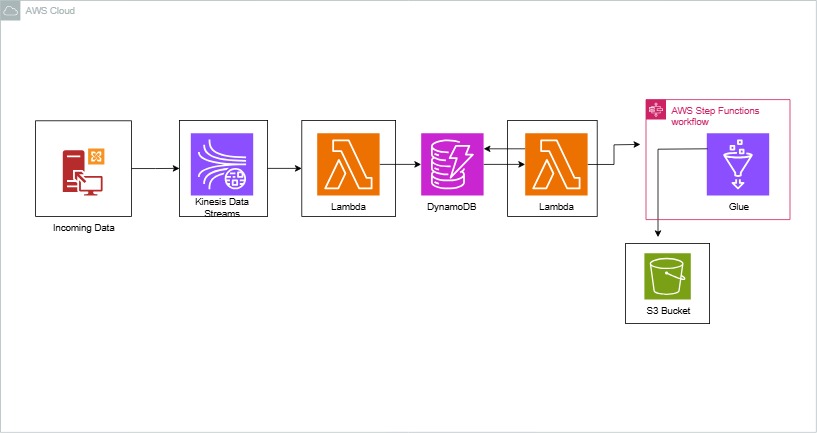 AWS Cloud
AWS Step Functions
workflow
Incoming Data
Kinesis Data
Streams
Lambda
DynamoDB
Lambda
Glue
S3 Bucket